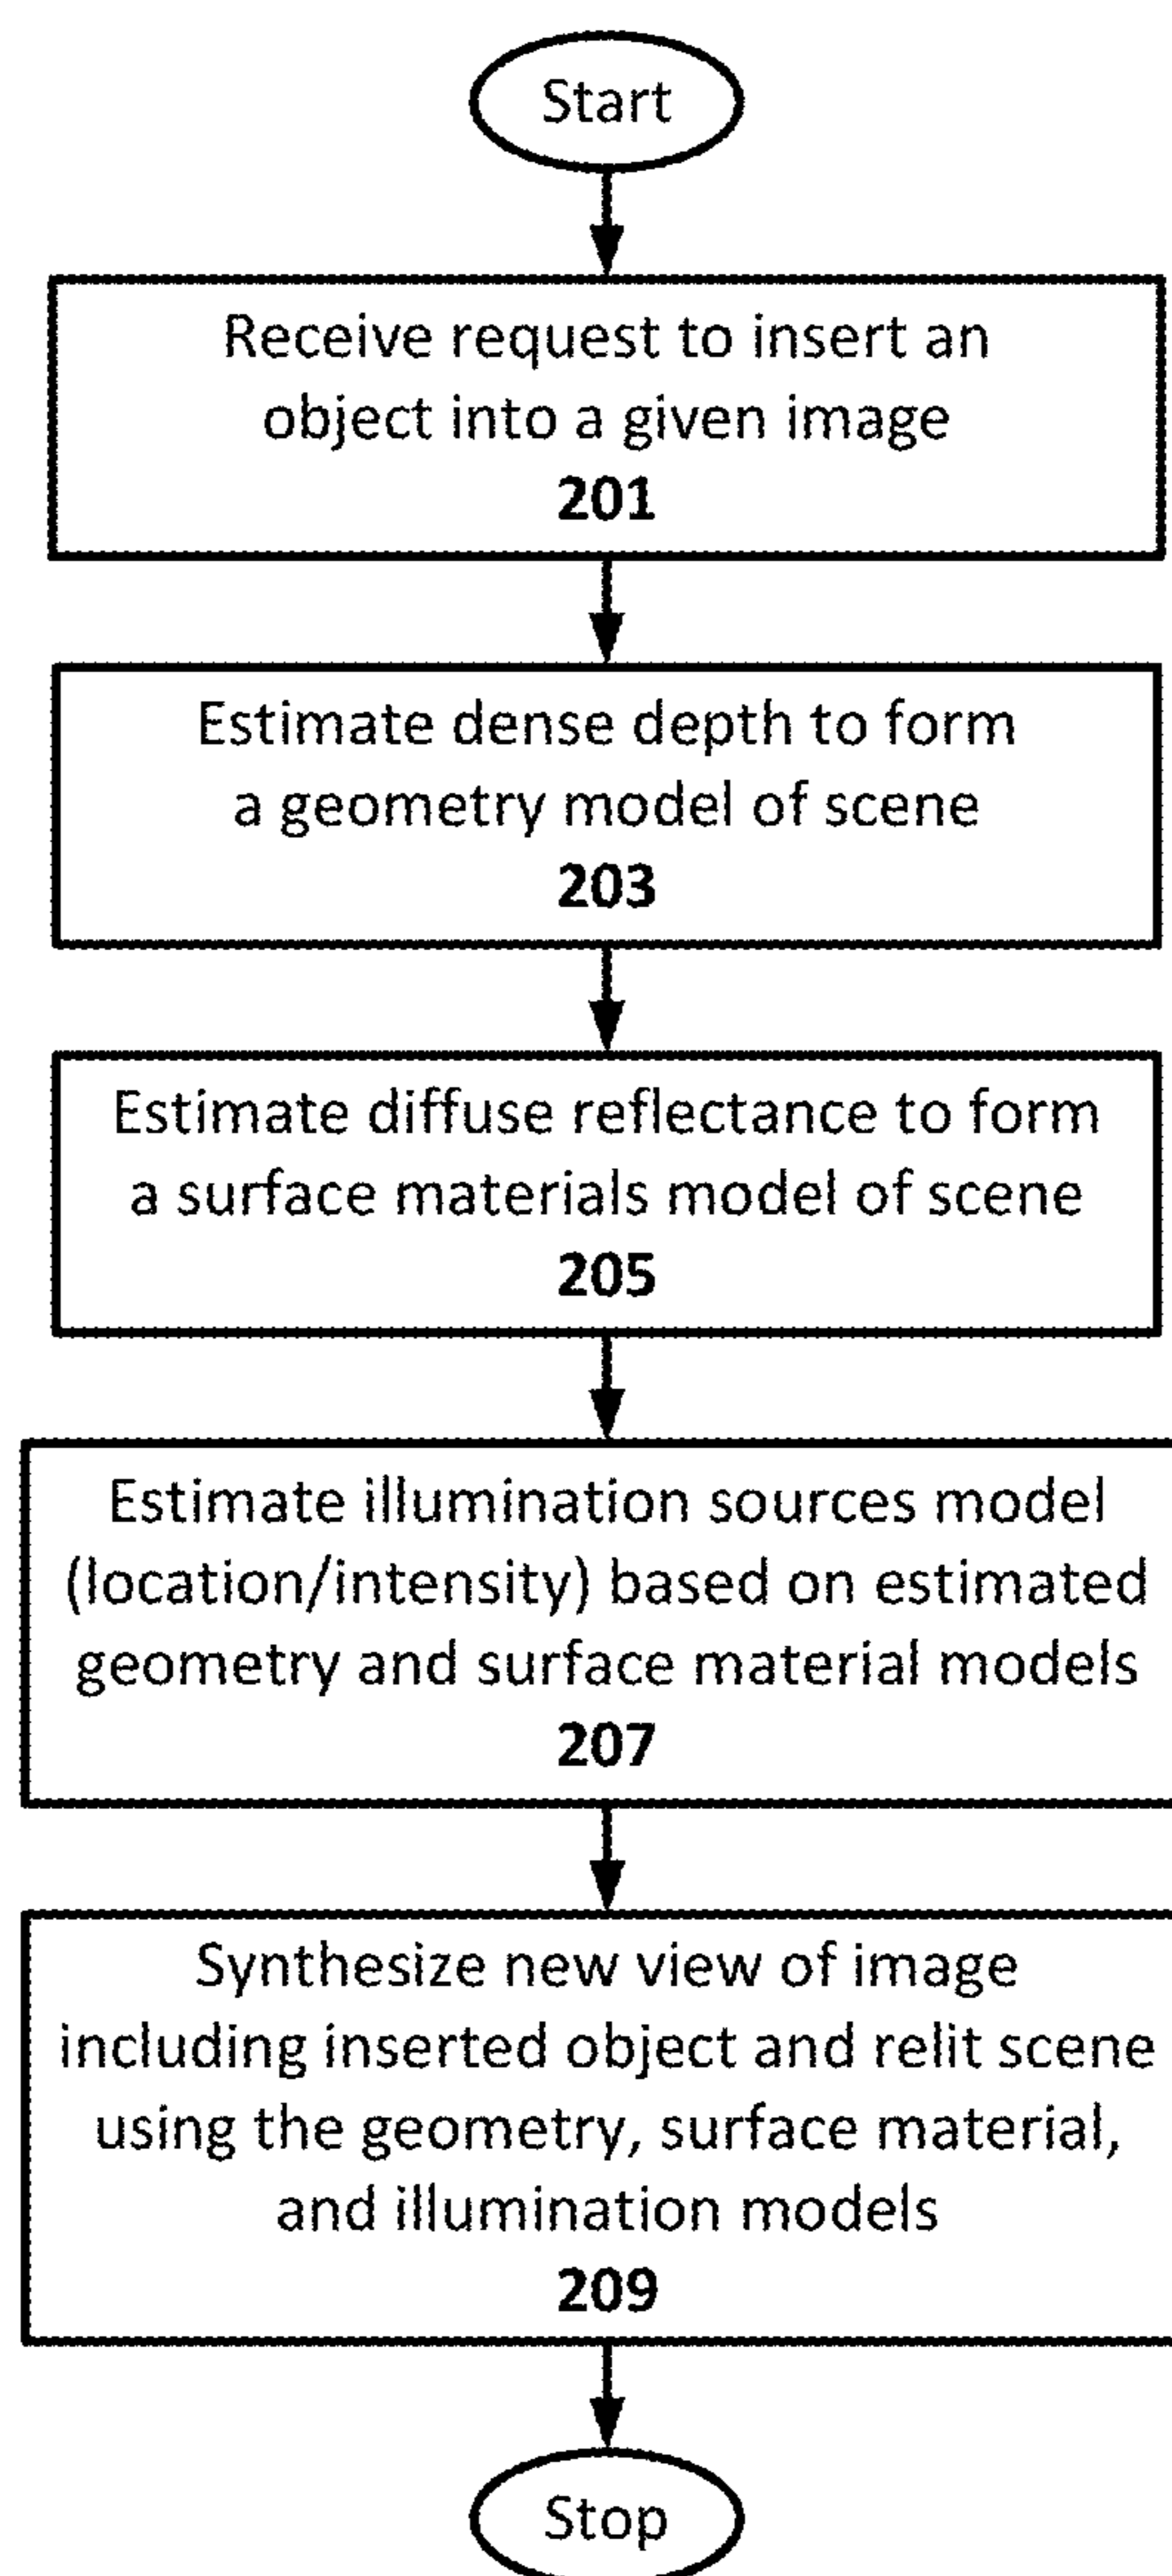 Start
Receive request to insert an
object into a given image
201
Estimate dense depth to form
a geometry model of scene
203
Estimate diffuse reflectance to form
a surface materials model of scene
205
Estimate illumination sources model
(location/intensity) based on estimated
geometry and surface material models
207
Synthesize new view of image
including inserted object and relit scene
using the geometry, surface material,
and illumination models
209
Stop